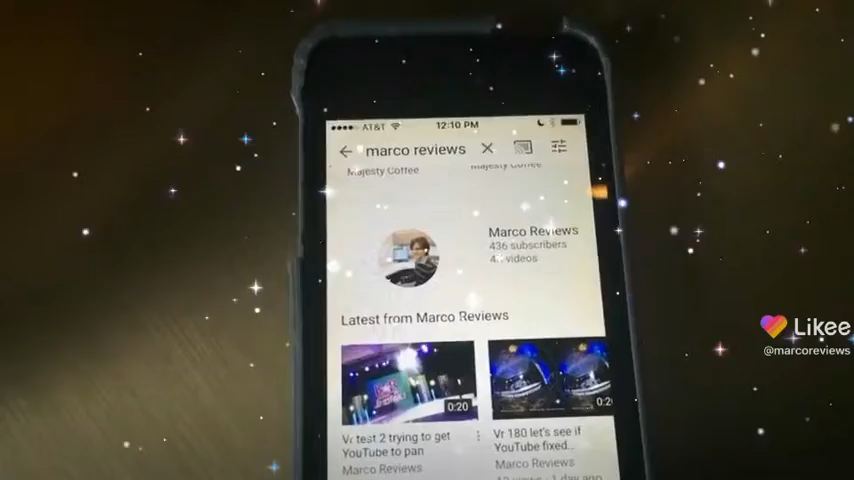 AT&T 12:10 PM
marco reviews
Majesty Coffee Majesty Coffee
Marco Reviews
436 subscribers
videos
Latest from Marco Reviews
0:20
Vr test 2 trying to get
YouTube to pan
Marco Reviews
Vr 180 let's see if
YouTube fixed...
Marco Reviews
1 day ago
Likee
@marcoreviews